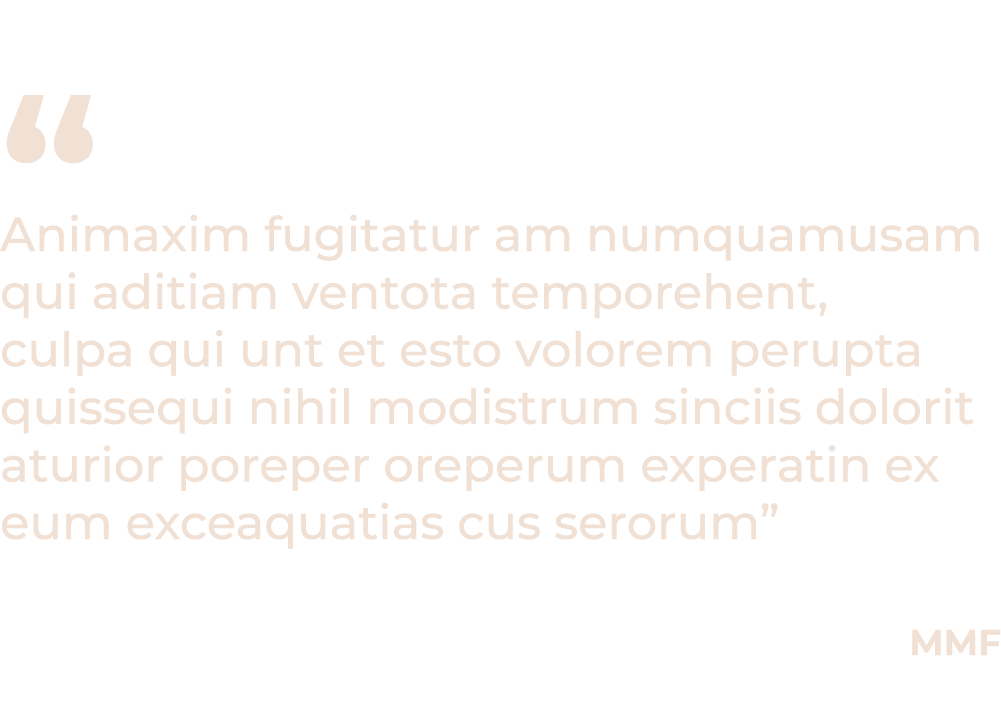 “
Animaxim fugitatur am numquamusam
qui aditiam ventota temporehent,
culpa qui unt et esto volorem perupta
quissequi nihil modistrum sinciis dolorit
aturior poreper oreperum experatin ex
eum exceaquatias cus serorum”
MMF